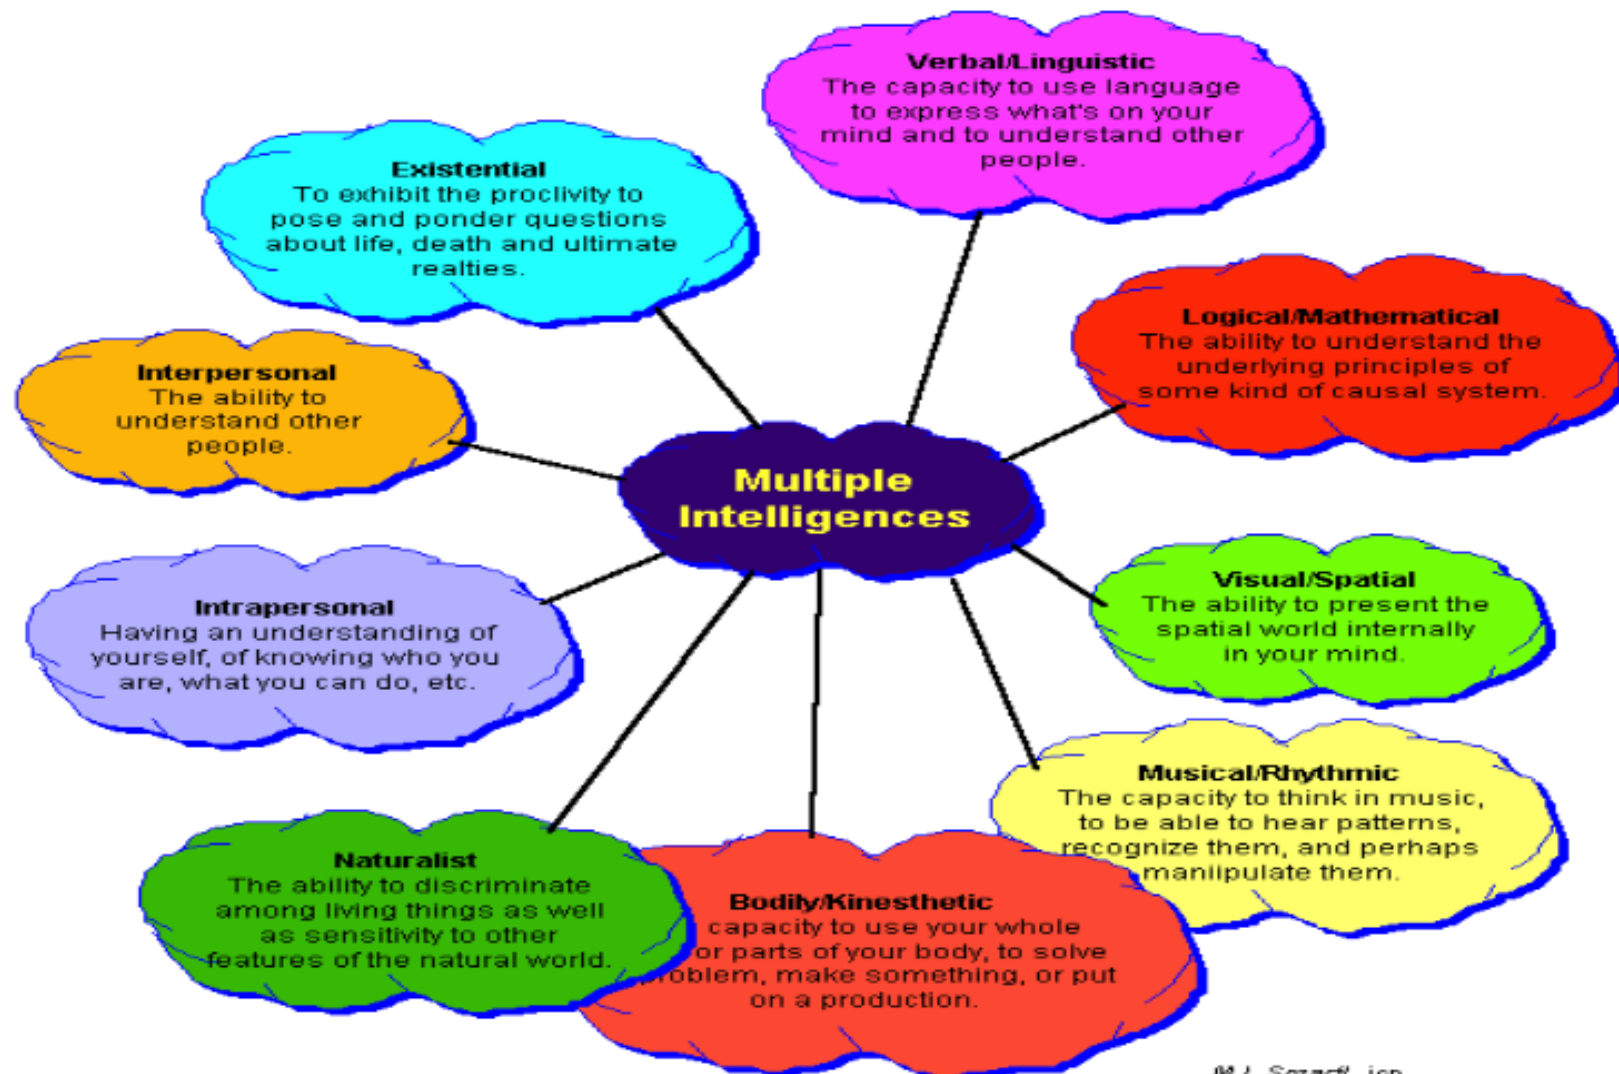 Verbal/Linguistic
The capacity to use language
to express what's on your
mind and to understand other
people.
Existential
To exhibit the proclivity to
pose and ponder questions
about life, death and ultimate
realties.
Logical/Mathematical
The ability to understand the
underlying principles of
some kind of causal system.
Interpersonal
The ability to
understand other
people.
Multiple
Intelligences
Visual/Spatial
The ability to present the
spatial world internally
in your mind.
Intrapersonal
Having an understanding of
yourself, of knowing who you
are, what you can do, etc.
Musical/Rhythmic
The capacity to think in music,
to be able to hear patterns,
recognize them, and perhaps
maniipulate them.
Naturalist
The ability to discriminate
among living things as well
as sensitivity to other
features of the natural world.
Bodily/Kinesthetic
capacity to use your whole
or parts of your body, to solve
problem, make something, or put
on a production.